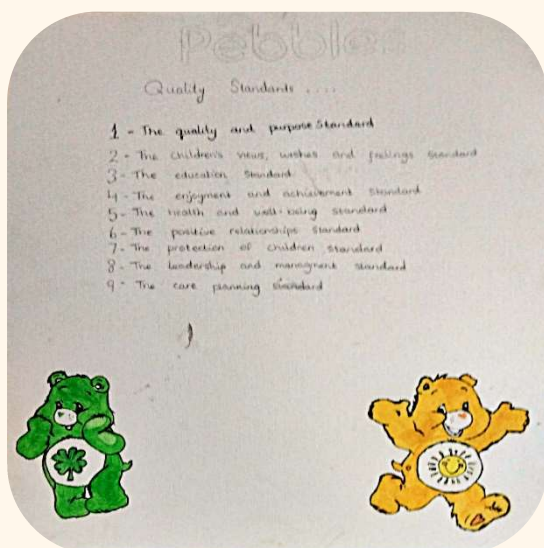 Pebbles
Quality Standards ....
1 - The quality and purpose Standard
2 - The children's views, wishes and feelings standard
3 - The education standard
4 - The enjoyment and achievement standard
5 - The health and well-being standard
6 - The positive relationships standard
7 - The protection of children standard
8 - The leadership and managment standard
9 - The care planning standard